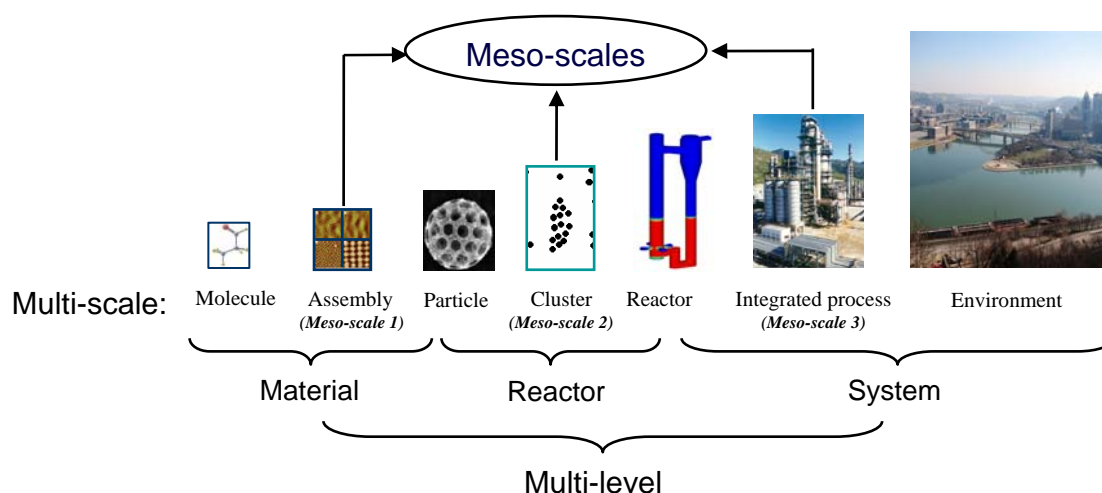 Meso-scales
Multi-scale:
Molecule
Assembly
(Meso-scale 1)
Particle
Cluster
(Meso-scale 2)
Reactor
Integrated process
(Meso-scale 3)
Environment
Material
Reactor
System
Multi-level